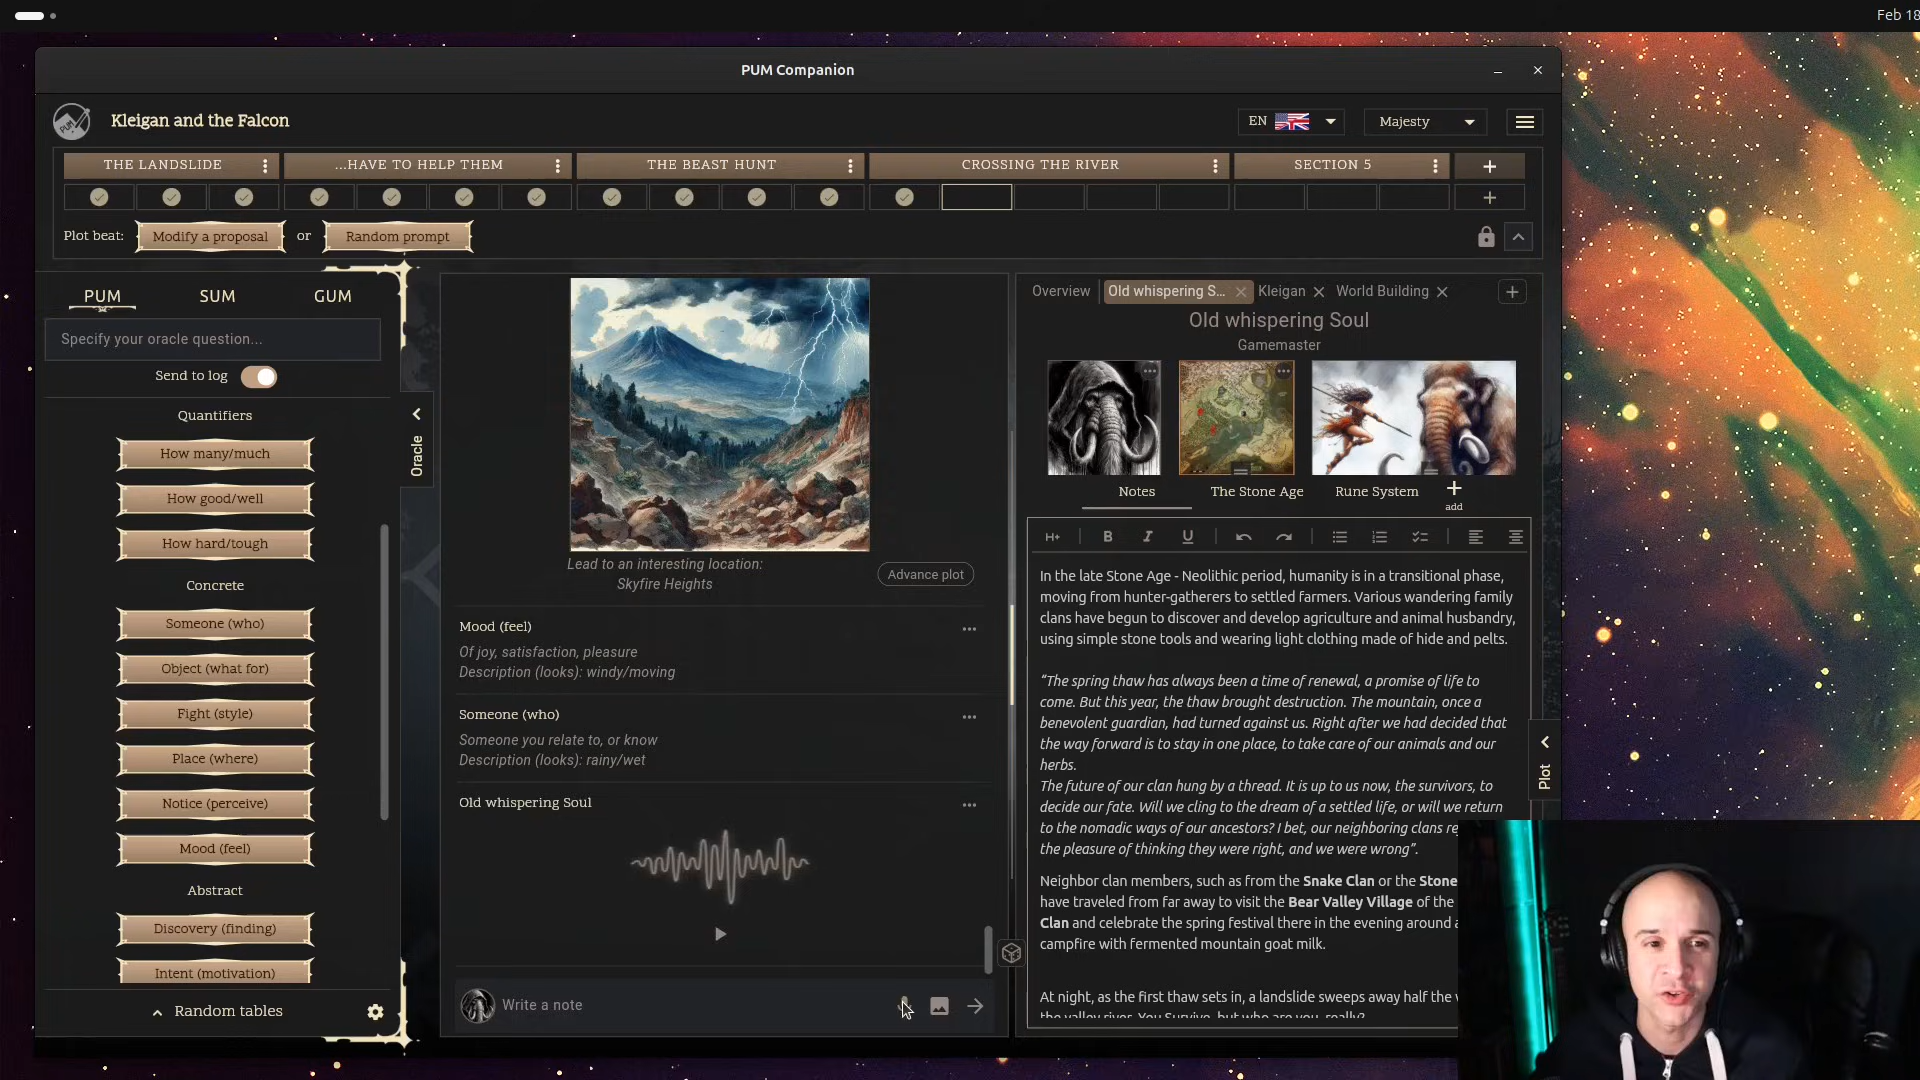 Feb 18
PUM Companion
PUM
Kleigan and the Falcon
EN
Majesty
THE LANDSLIDE
...HAVE TO HELP THEM
THE BEAST HUNT
CROSSING THE RIVER
SECTION 5
+
+
Plot beat:
Modify a proposal
or
Random prompt
PUM
SUM
GUM
Specify your oracle question...
Send to log
Quantifiers
How many/much
How good/well
How hard/tough
Concrete
Someone (who)
Object (what for)
Fight (style)
Place (where)
Notice (perceive)
Mood (feel)
Abstract
Discovery (finding)
Intent (motivation)
Random tables
Oracle
Lead to an interesting location:
Skyfire Heights
Advance plot
Mood (feel)
Of joy, satisfaction, pleasure
Description (looks): windy/moving
Someone (who)
Someone you relate to, or know
Description (looks): rainy/wet
Old whispering Soul
Write a note
Overview
Old whispering S...
Kleigan
World Building
+
Old whispering Soul
Gamemaster
Notes
The Stone Age
Rune System
+
add
H+
B
I
U
In the late Stone Age - Neolithic period, humanity is in a transitional phase,
moving from hunter-gatherers to settled farmers. Various wandering family
clans have begun to discover and develop agriculture and animal husbandry,
using simple stone tools and wearing light clothing made of hide and pelts.
“The spring thaw has always been a time of renewal, a promise of life to
come. But this year, the thaw brought destruction. The mountain, once a
benevolent guardian, had turned against us. Right after we had decided that
the way forward is to stay in one place, to take care of our animals and our
herbs.
The future of our clan hung by a thread. It is up to us now, the survivors, to
decide our fate. Will we cling to the dream of a settled life, or will we return
to the nomadic ways of our ancestors? I bet, our neighboring clans
the pleasure of thinking they were right, and we were wrong”.
Neighbor clan members, such as from the Snake Clan or the Stone
have traveled from far away to visit the Bear Valley Village of the
Clan and celebrate the spring festival there in the evening around
campfire with fermented mountain goat milk.
At night, as the first thaw sets in, a landslide sweeps away half the
the valley river. You Survive, but who are you, really?
Plot